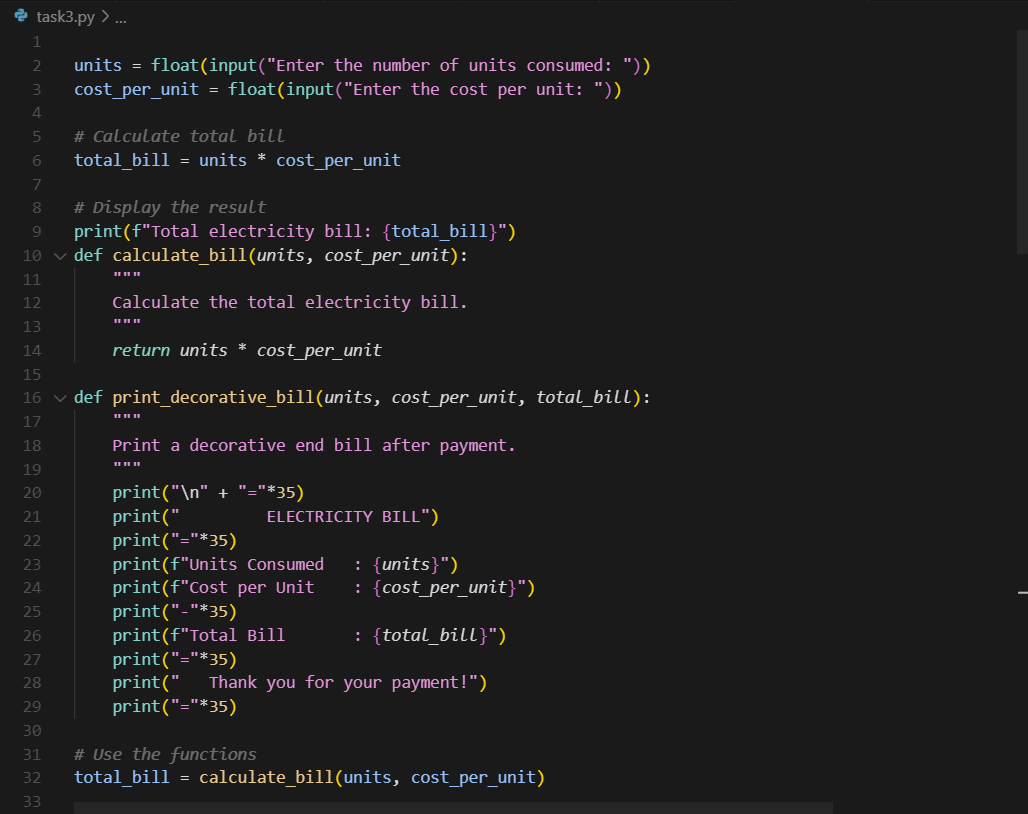 task3.py > ...
1
2 units = float(input("Enter the number of units consumed: "))
3 cost_per_unit = float(input("Enter the cost per unit: "))
4
5 # Calculate total bill
6 total_bill = units * cost_per_unit
7
8 # Display the result
9 print(f"Total electricity bill: {total_bill}")
10 def calculate_bill(units, cost_per_unit):
11     """
12     Calculate the total electricity bill.
13     """
14     return units * cost_per_unit
15
16 def print_decorative_bill(units, cost_per_unit, total_bill):
17     """
18     Print a decorative end bill after payment.
19     """
20     print("\n" + "="*35)
21     print("         ELECTRICITY BILL")
22     print("="*35)
23     print(f"Units Consumed   : {units}")
24     print(f"Cost per Unit    : {cost_per_unit}")
25     print("-"*35)
26     print(f"Total Bill       : {total_bill}")
27     print("="*35)
28     print("   Thank you for your payment!")
29     print("="*35)
30
31 # Use the functions
32 total_bill = calculate_bill(units, cost_per_unit)
33